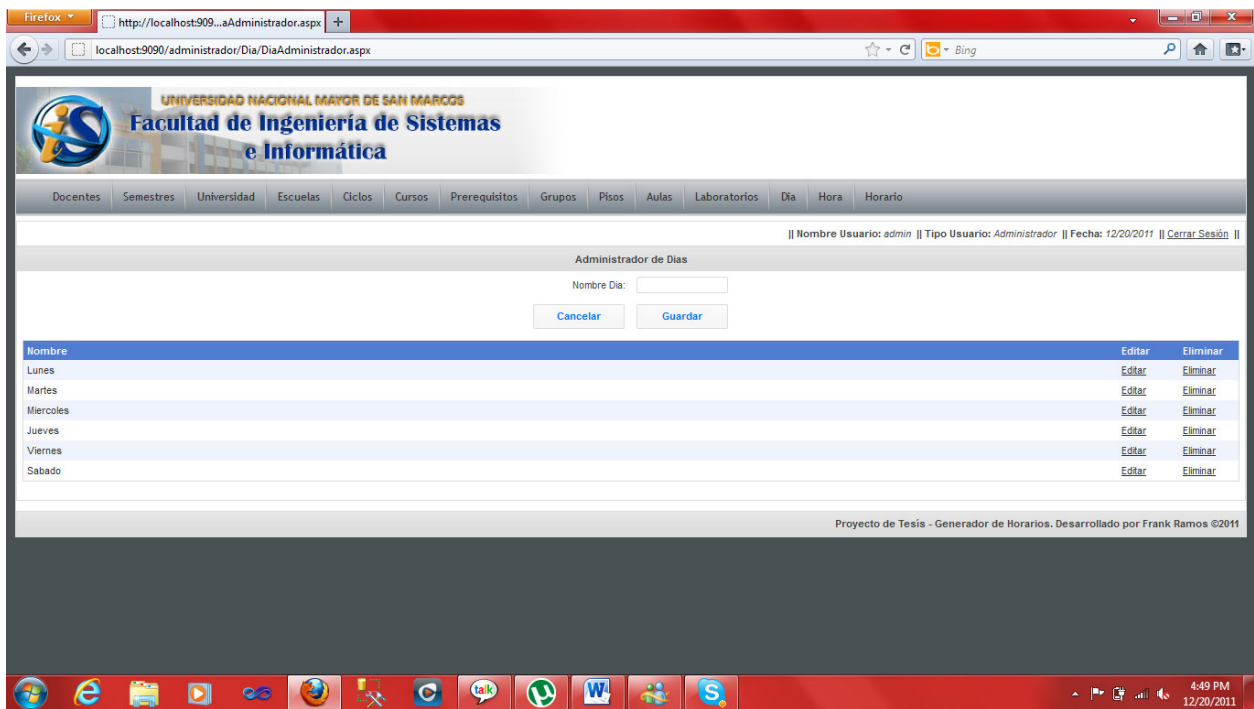 Firefox
http://localhost:909...aAdministrador.aspx
localhost:9090/administrador/Dia/DiaAdministrador.aspx
Bing
UNIVERSIDAD NACIONAL MAYOR DE SAN MARCOS
Facultad de Ingeniería de Sistemas
e Informática
Docentes Semestres Universidad Escuelas Ciclos Cursos Prerequisitos Grupos Pisos Aulas Laboratorios Dia Hora Horario
|| Nombre Usuario: admin || Tipo Usuario: Administrador || Fecha: 12/20/2011 || Cerrar Sesión ||
Administrador de Dias
Nombre Dia:
Cancelar Guardar
Nombre Editar Eliminar
Lunes Editar Eliminar
Martes Editar Eliminar
Miercoles Editar Eliminar
Jueves Editar Eliminar
Viernes Editar Eliminar
Sabado Editar Eliminar
Proyecto de Tesis - Generador de Horarios. Desarrollado por Frank Ramos ©2011
talk
W
S
4:49 PM
12/20/2011